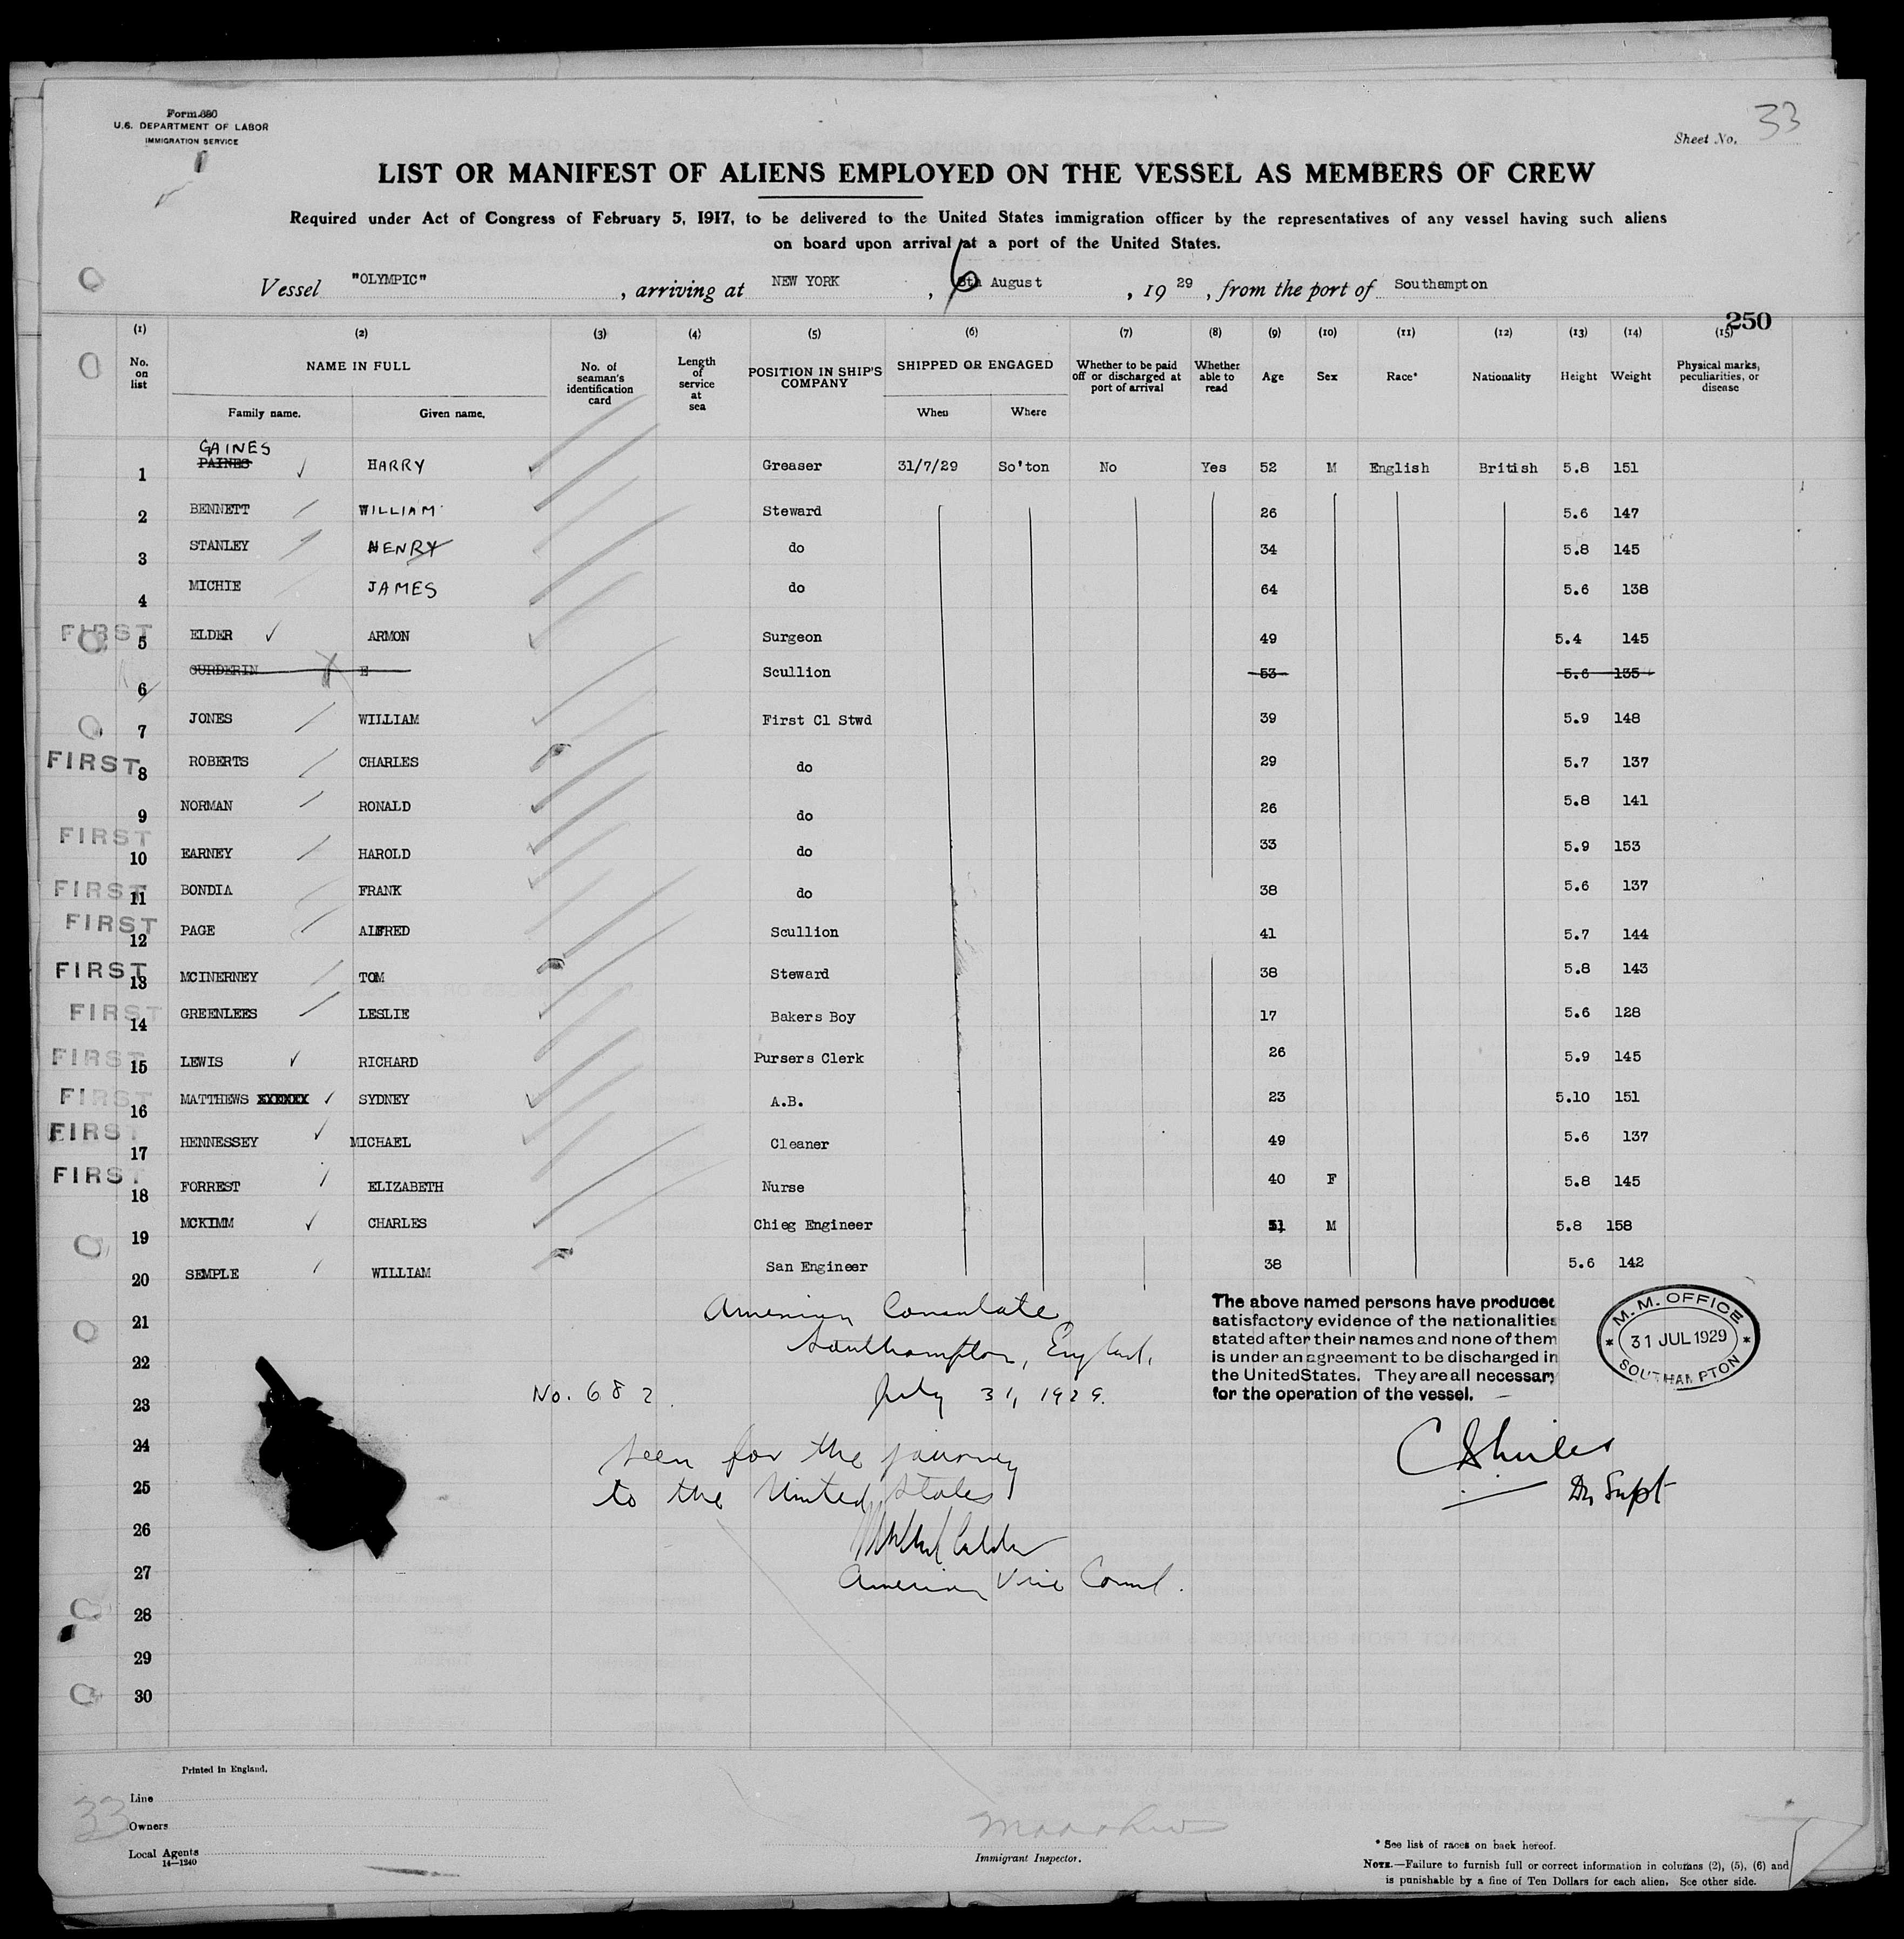 Form 680
U.S. DEPARTMENT OF LABOR
IMMIGRATION SERVICE
Sheet No. 33
LIST OR MANIFEST OF ALIENS EMPLOYED ON THE VESSEL AS MEMBERS OF CREW
Required under Act of Congress of February 5, 1917, to be delivered to the United States immigration officer by the representatives of any vessel having such aliens
on board upon arrival at a port of the United States.
Vessel "OLYMPIC", arriving at NEW YORK, 6 August, 1929, from the port of Southampton
250
(1) (2) (3) (4) (5) (6) (7) (8) (9) (10) (11) (12) (13) (14) (15)
No. on list NAME IN FULL No. of seaman's identification card Length of service at sea POSITION IN SHIP'S COMPANY SHIPPED OR ENGAGED Whether to be paid off or discharged at port of arrival Whether able to read Age Sex Race* Nationality Height Weight Physical marks, peculiarities, or disease
Family name. Given name. When Where
GAINES
1 PAINES HARRY Greaser 31/7/29 So'ton No Yes 52 M English British 5.8 151
2 BENNETT WILLIAM Steward 26 5.6 147
3 STANLEY HENRY do 34 5.8 145
4 MICHIE JAMES do 64 5.6 138
FIRST 5 ELDER ARMON Surgeon 49 5.4 145
6 GURDERIN E Scullion 53 5.6 135
7 JONES WILLIAM First Cl Stwd 39 5.9 148
FIRST 8 ROBERTS CHARLES do 29 5.7 137
9 NORMAN RONALD do 26 5.8 141
FIRST 10 EARNEY HAROLD do 33 5.9 153
FIRST 11 BONDIA FRANK do 38 5.6 137
FIRST 12 PAGE ALFRED Scullion 41 5.7 144
FIRST 13 MCINERNEY TOM Steward 38 5.8 143
FIRST 14 GREENLEES LESLIE Bakers Boy 17 5.6 128
FIRST 15 LEWIS RICHARD Pursers Clerk 26 5.9 145
FIRST 16 MATTHEWS SYDNEY A.B. 23 5.10 151
FIRST 17 HENNESSEY MICHAEL Cleaner 49 5.6 137
FIRST 18 FORREST ELIZABETH Nurse 40 F 5.8 145
19 MCKIMM CHARLES Chieg Engineer 51 M 5.8 158
20 SEMPLE WILLIAM San Engineer 38 5.6 142
21
22
23
24
25
26
27
28
29
30
American Consulate
Southampton, England.
No. 682. July 31, 1929.
Seen for the journey
to the United States
American Vice Consul.
The above named persons have produced
satisfactory evidence of the nationalities
stated after their names and none of them
is under an agreement to be discharged in
the United States. They are all necessary
for the operation of the vessel.
M.M. OFFICE
* 31 JUL 1929 *
SOUTHAMPTON
Dy Supt
Printed in England.
33
Line
Owners
Local Agents
14—1240
Immigrant Inspector.
* See list of races on back hereof.
NOTE.—Failure to furnish full or correct information in columns (2), (5), (6) and
is punishable by a fine of Ten Dollars for each alien. See other side.